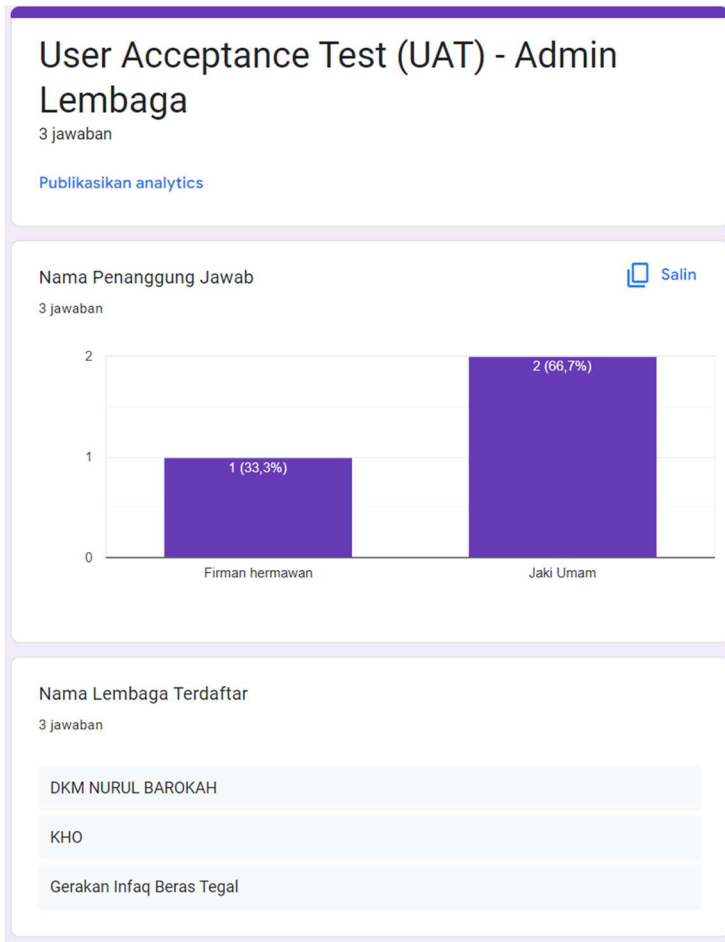 User Acceptance Test (UAT) - Admin
Lembaga
3 jawaban
Publikasikan analytics
Nama Penanggung Jawab
Salin
3 jawaban
2
2 (66,7%)
1
1 (33,3%)
0
Firman hermawan
Jaki Umam
Nama Lembaga Terdaftar
3 jawaban
DKM NURUL BAROKAH
KHO
Gerakan Infaq Beras Tegal